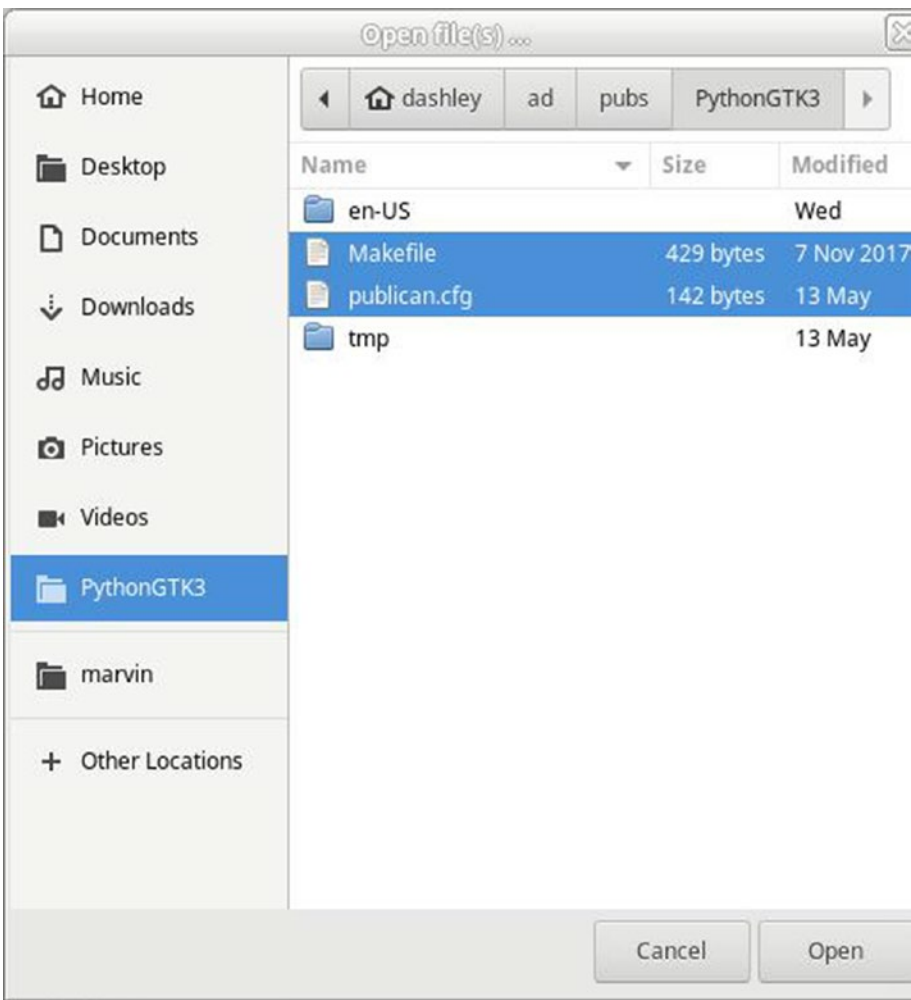 Open file(s) ...
Home
Desktop
Documents
Downloads
Music
Pictures
Videos
PythonGTK3
marvin
+ Other Locations
dashley ad pubs PythonGTK3
Name Size Modified
en-US Wed
Makefile 429 bytes 7 Nov 2017
publican.cfg 142 bytes 13 May
tmp 13 May
Cancel Open